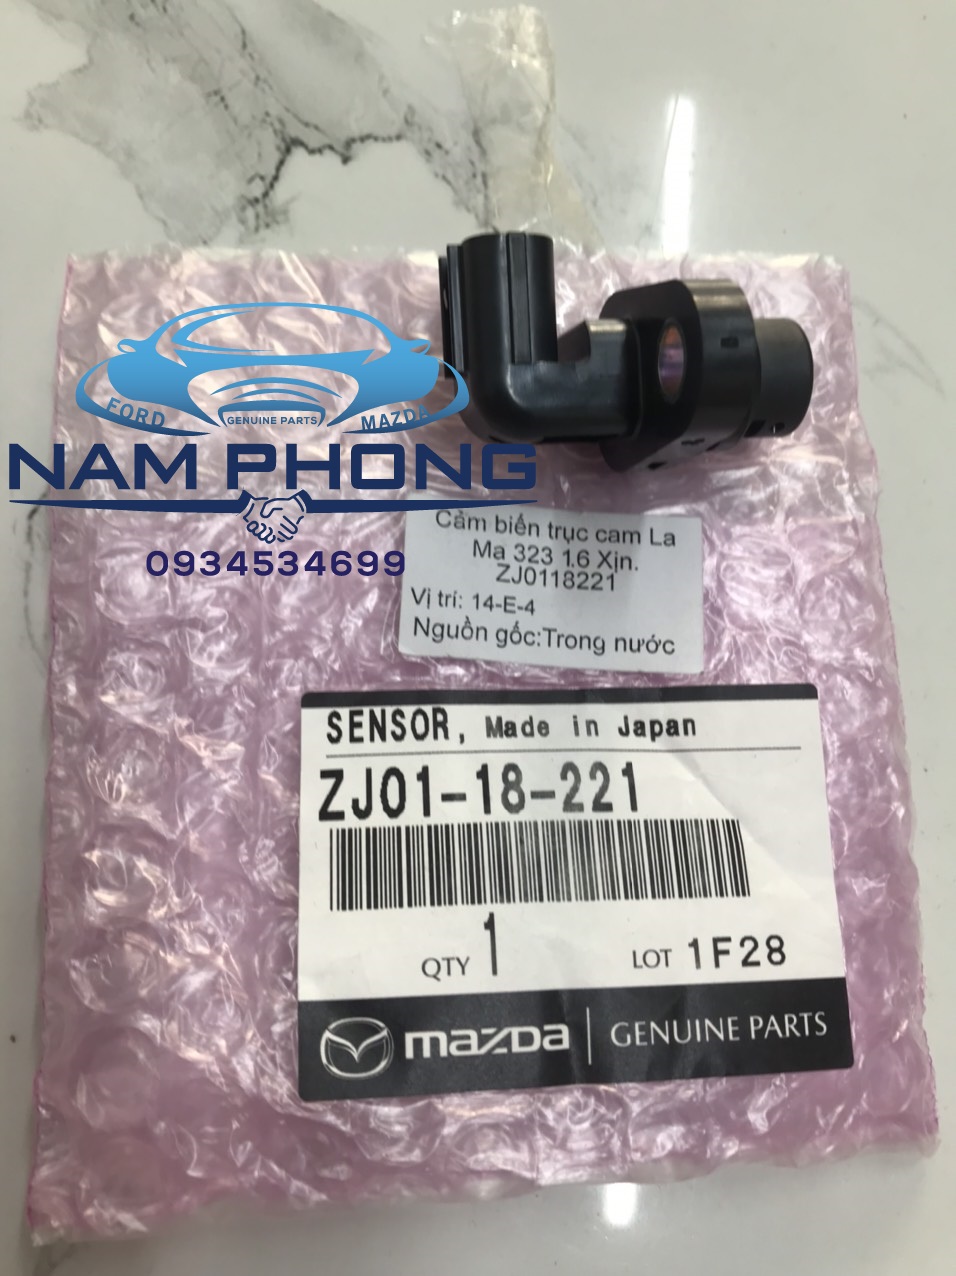 FORD
GENUINE PARTS
MAZDA
NAM PHONG
0934534699
Cảm biến trục cam La
Ma 323 1.6 Xịn.
ZJ0118221
Vị trí: 14-E-4
Nguồn gốc:Trong nước
SENSOR, Made in Japan
ZJ01-18-221
QTY 1 LOT 1F28
mazda GENUINE PARTS